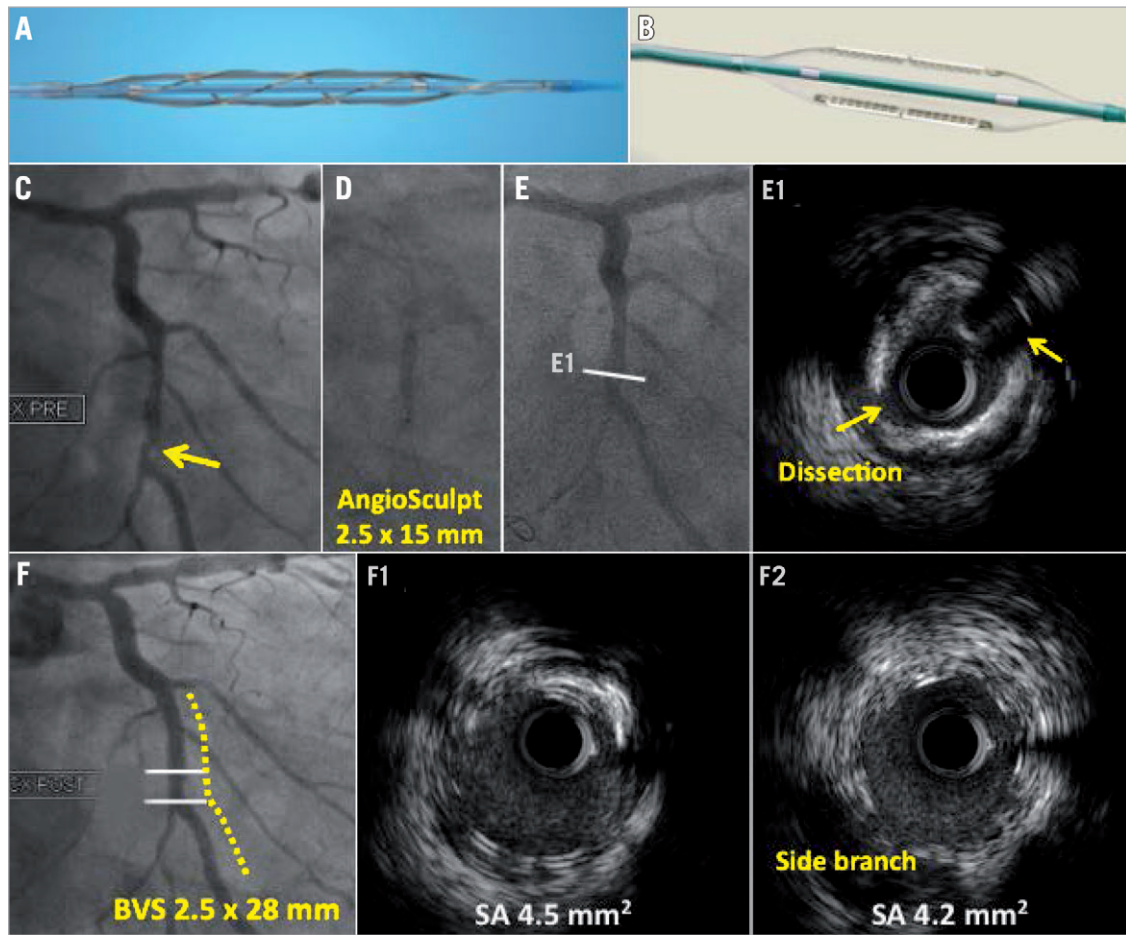 A
B
C
D
E
E1
X PRE
E1
AngioSculpt
2.5 x 15 mm
Dissection
F
F1
F2
CX POST
BVS 2.5 x 28 mm
SA 4.5 mm²
Side branch
SA 4.2 mm²